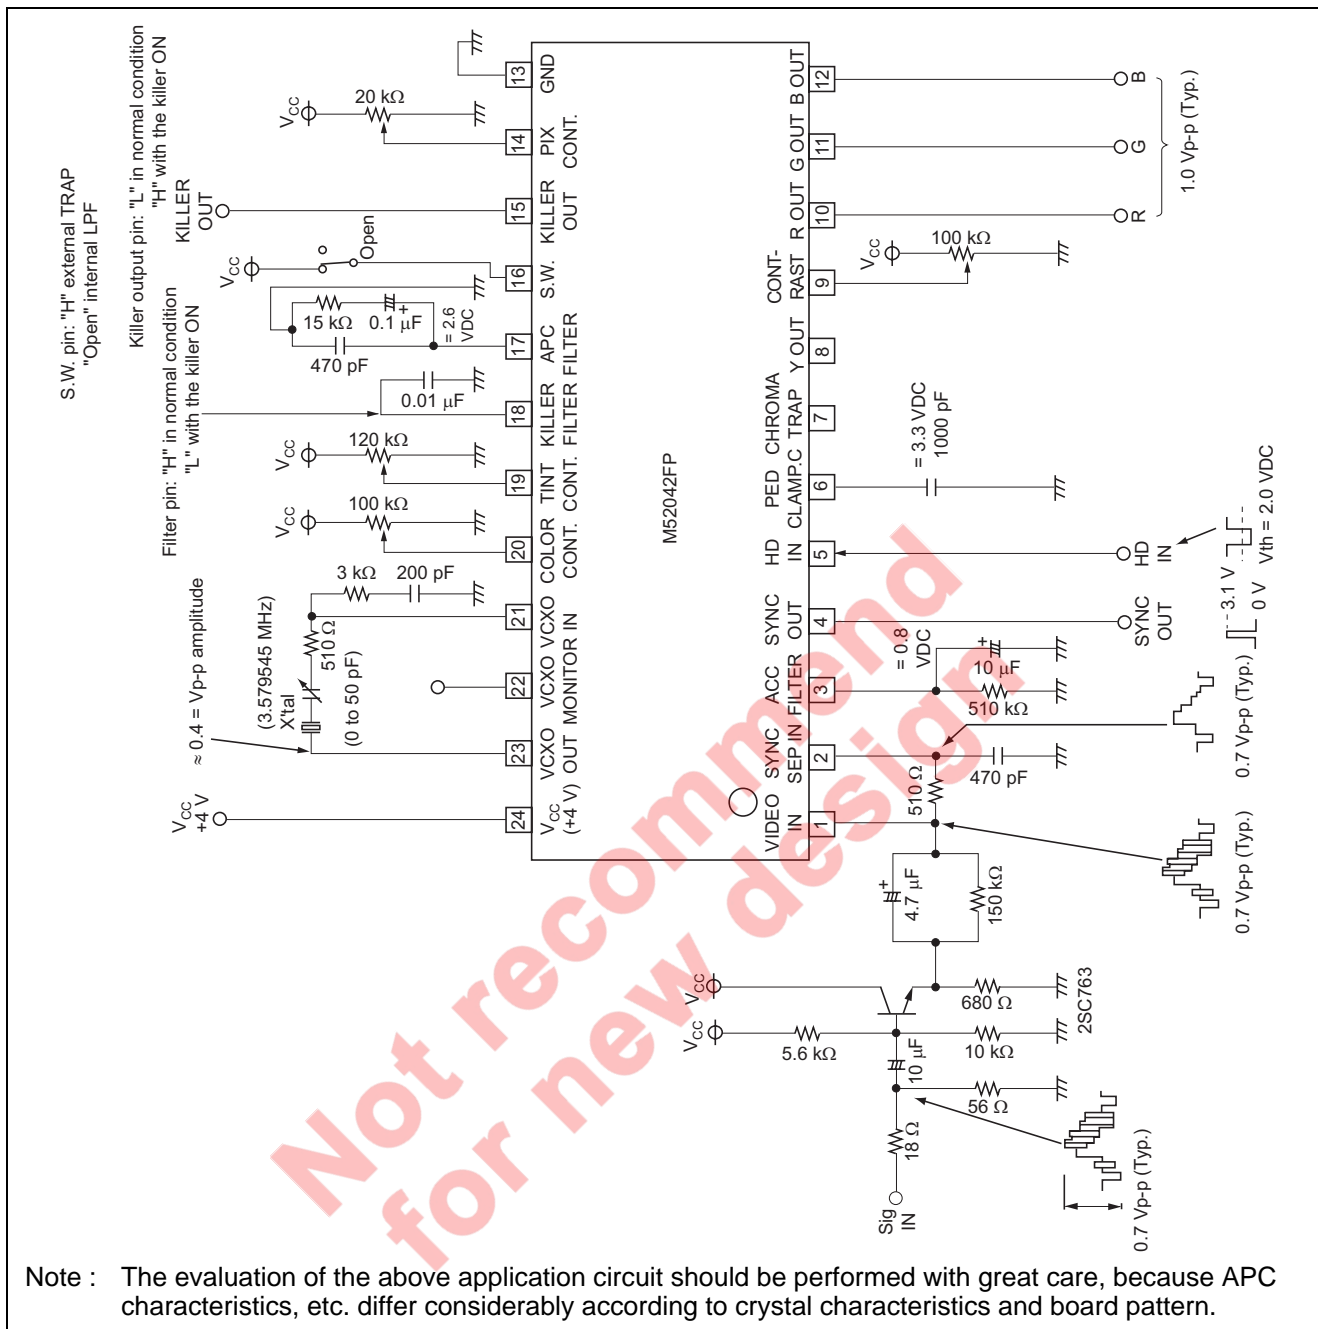 S.W. pin: "H" external TRAP
"Open" internal LPF
Killer output pin: "L" in normal condition
"H" with the killer ON
Filter pin: "H" in normal condition
"L" with the killer ON
≈ 0.4 = Vp-p amplitude
VCC
+4 V
(3.579545 MHz)
X'tal
(0 to 50 pF)
510 Ω
3 kΩ
200 pF
VCC
100 kΩ
VCC
120 kΩ
0.01 µF
470 pF
15 kΩ
0.1 µF
+
= 2.6
VDC
VCC
Open
KILLER
OUT
VCC
20 kΩ
13
GND
14
PIX
CONT.
15
KILLER
OUT
16
S.W.
17
APC
FILTER
18
KILLER
FILTER
19
TINT
CONT.
20
COLOR
CONT.
21
VCXO
IN
22
VCXO
MONITOR
23
VCXO
OUT
24
VCC
(+4 V)
M52042FP
12
B OUT
11
G OUT
10
R OUT
9
CONT-
RAST
8
Y OUT
7
CHROMA
TRAP
6
PED
CLAMP.C
5
HD
IN
4
SYNC
OUT
3
ACC
FILTER
2
SYNC
SEP IN
1
VIDEO
IN
B
G
R
1.0 Vp-p (Typ.)
VCC
100 kΩ
= 3.3 VDC
1000 pF
HD
IN
Vth = 2.0 VDC
3.1 V
0 V
SYNC
OUT
= 0.8
VDC
+
10 µF
510 kΩ
0.7 Vp-p (Typ.)
470 pF
510 Ω
0.7 Vp-p (Typ.)
+
4.7 µF
150 kΩ
VCC
680 Ω
2SC763
VCC
5.6 kΩ
10 kΩ
10 µF
56 Ω
18 Ω
Sig
IN
0.7 Vp-p (Typ.)
Not recommend
for new design
Note : The evaluation of the above application circuit should be performed with great care, because APC
characteristics, etc. differ considerably according to crystal characteristics and board pattern.